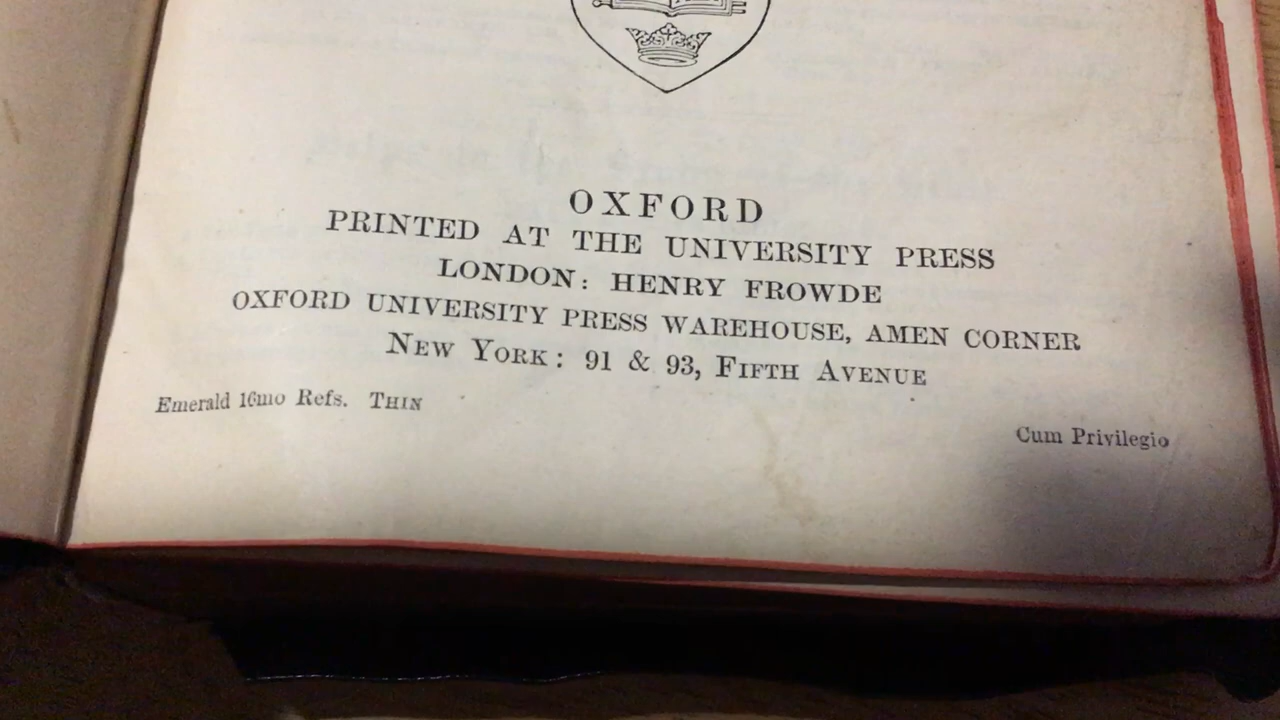 OXFORD
PRINTED AT THE UNIVERSITY PRESS
LONDON: HENRY FROWDE
OXFORD UNIVERSITY PRESS WAREHOUSE, AMEN CORNER
NEW YORK: 91 & 93, FIFTH AVENUE
Emerald 16mo Refs. THIN
Cum Privilegio